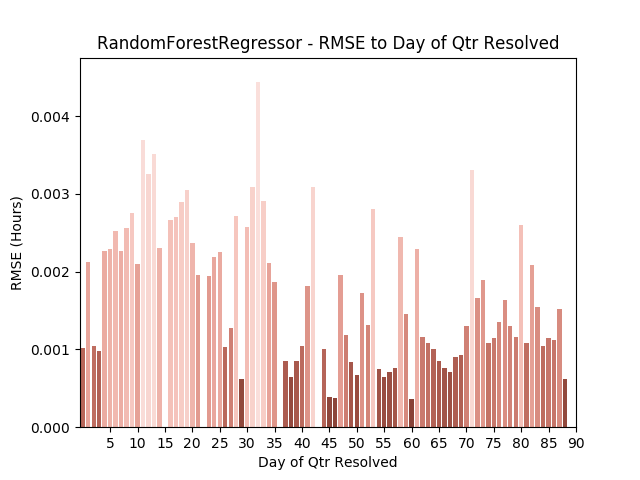 RandomForestRegressor - RMSE to Day of Qtr Resolved
0.004
0.003
0.002
0.001
0.000
RMSE (Hours)
5 10 15 20 25 30 35 40 45 50 55 60 65 70 75 80 85 90
Day of Qtr Resolved